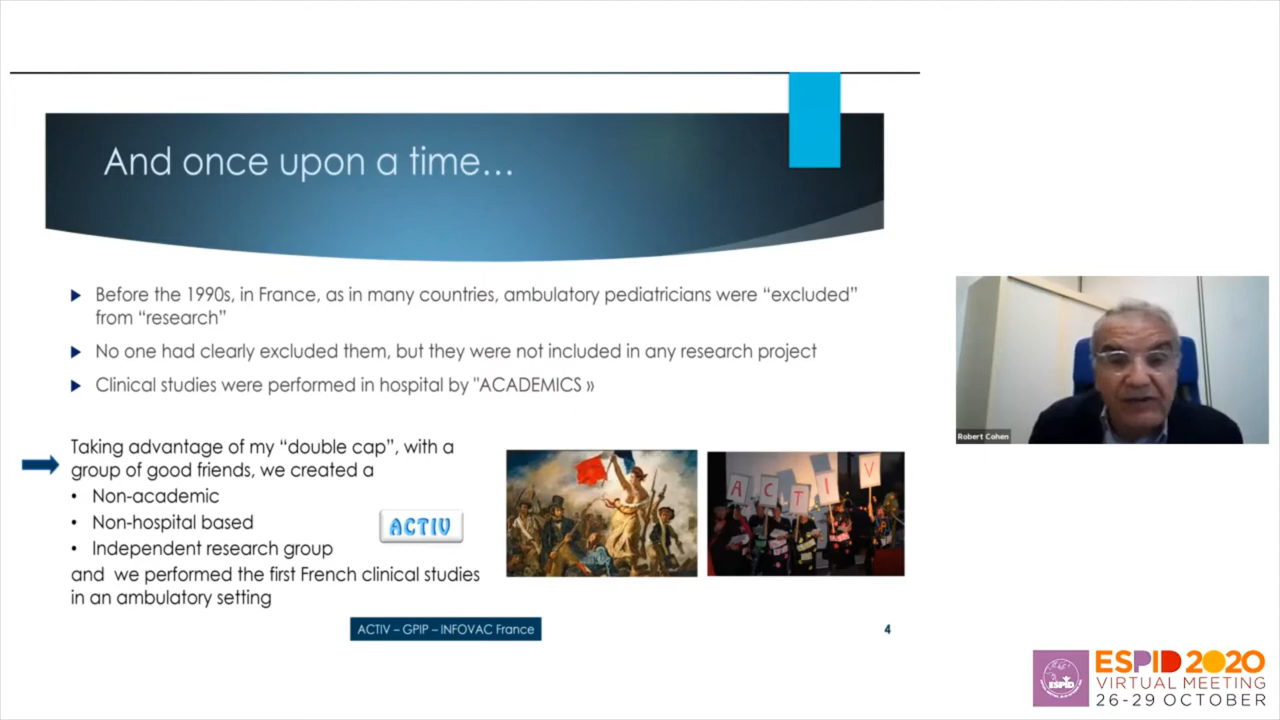 And once upon a time...
Before the 1990s, in France, as in many countries, ambulatory pediatricians were “excluded”
from “research”
No one had clearly excluded them, but they were not included in any research project
Clinical studies were performed in hospital by "ACADEMICS »
Taking advantage of my “double cap”, with a
group of good friends, we created a
• Non-academic
• Non-hospital based
• Independent research group
and we performed the first French clinical studies
in an ambulatory setting
ACTIV
A C T I V
ACTIV – GPIP – INFOVAC France
4
Robert Cohen
ESPID
ESPID 2020
VIRTUAL MEETING
26-29 OCTOBER